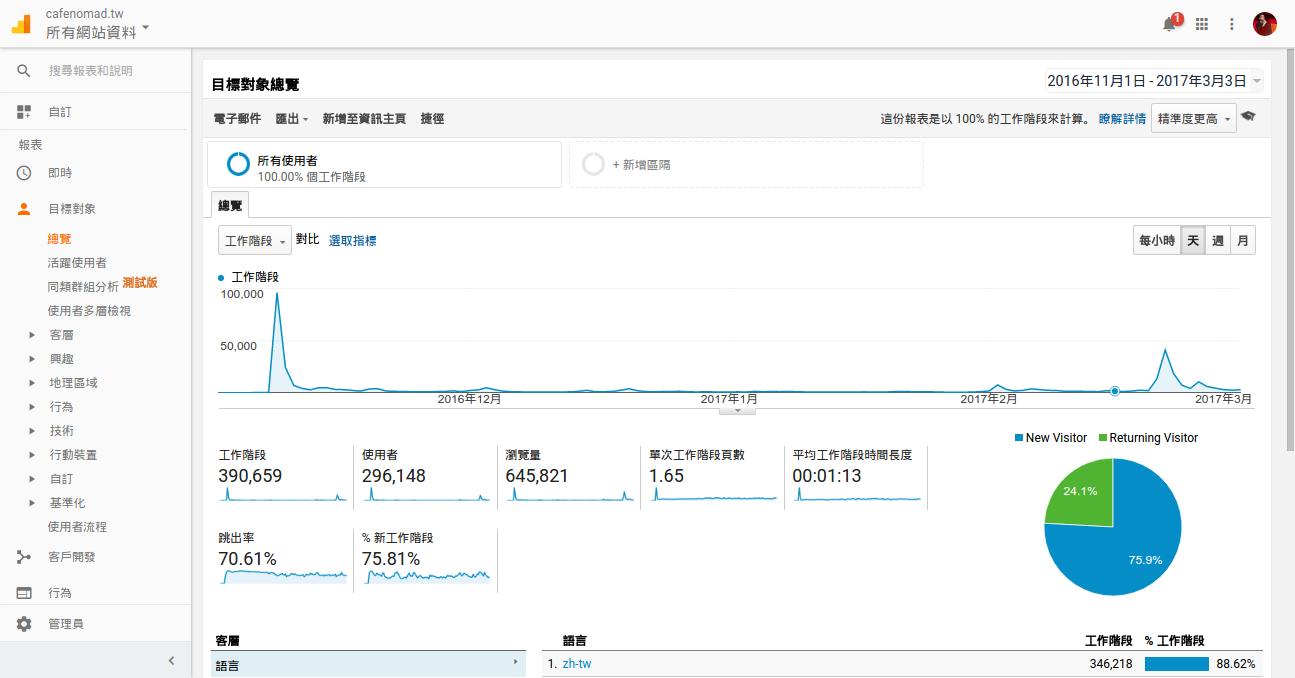 cafenomad.tw
所有網站資料
1
搜尋報表和說明
自訂
報表
即時
目標對象
總覽
活躍使用者
同類群組分析 測試版
使用者多層檢視
客層
興趣
地理區域
行為
技術
行動裝置
自訂
基準化
使用者流程
客戶開發
行為
管理員
目標對象總覽
2016年11月1日 - 2017年3月3日
電子郵件 匯出 新增至資訊主頁 捷徑
這份報表是以 100% 的工作階段來計算。 瞭解詳情 精準度更高
所有使用者
100.00% 個工作階段
+ 新增區隔
總覽
工作階段 對比 選取指標
每小時 天 週 月
工作階段
100,000
50,000
2016年12月 2017年1月 2017年2月 2017年3月
New Visitor Returning Visitor
工作階段
390,659
使用者
296,148
瀏覽量
645,821
單次工作階段頁數
1.65
平均工作階段時間長度
00:01:13
跳出率
70.61%
% 新工作階段
75.81%
24.1%
75.9%
客層
語言
語言 工作階段 % 工作階段
1. zh-tw 346,218 88.62%